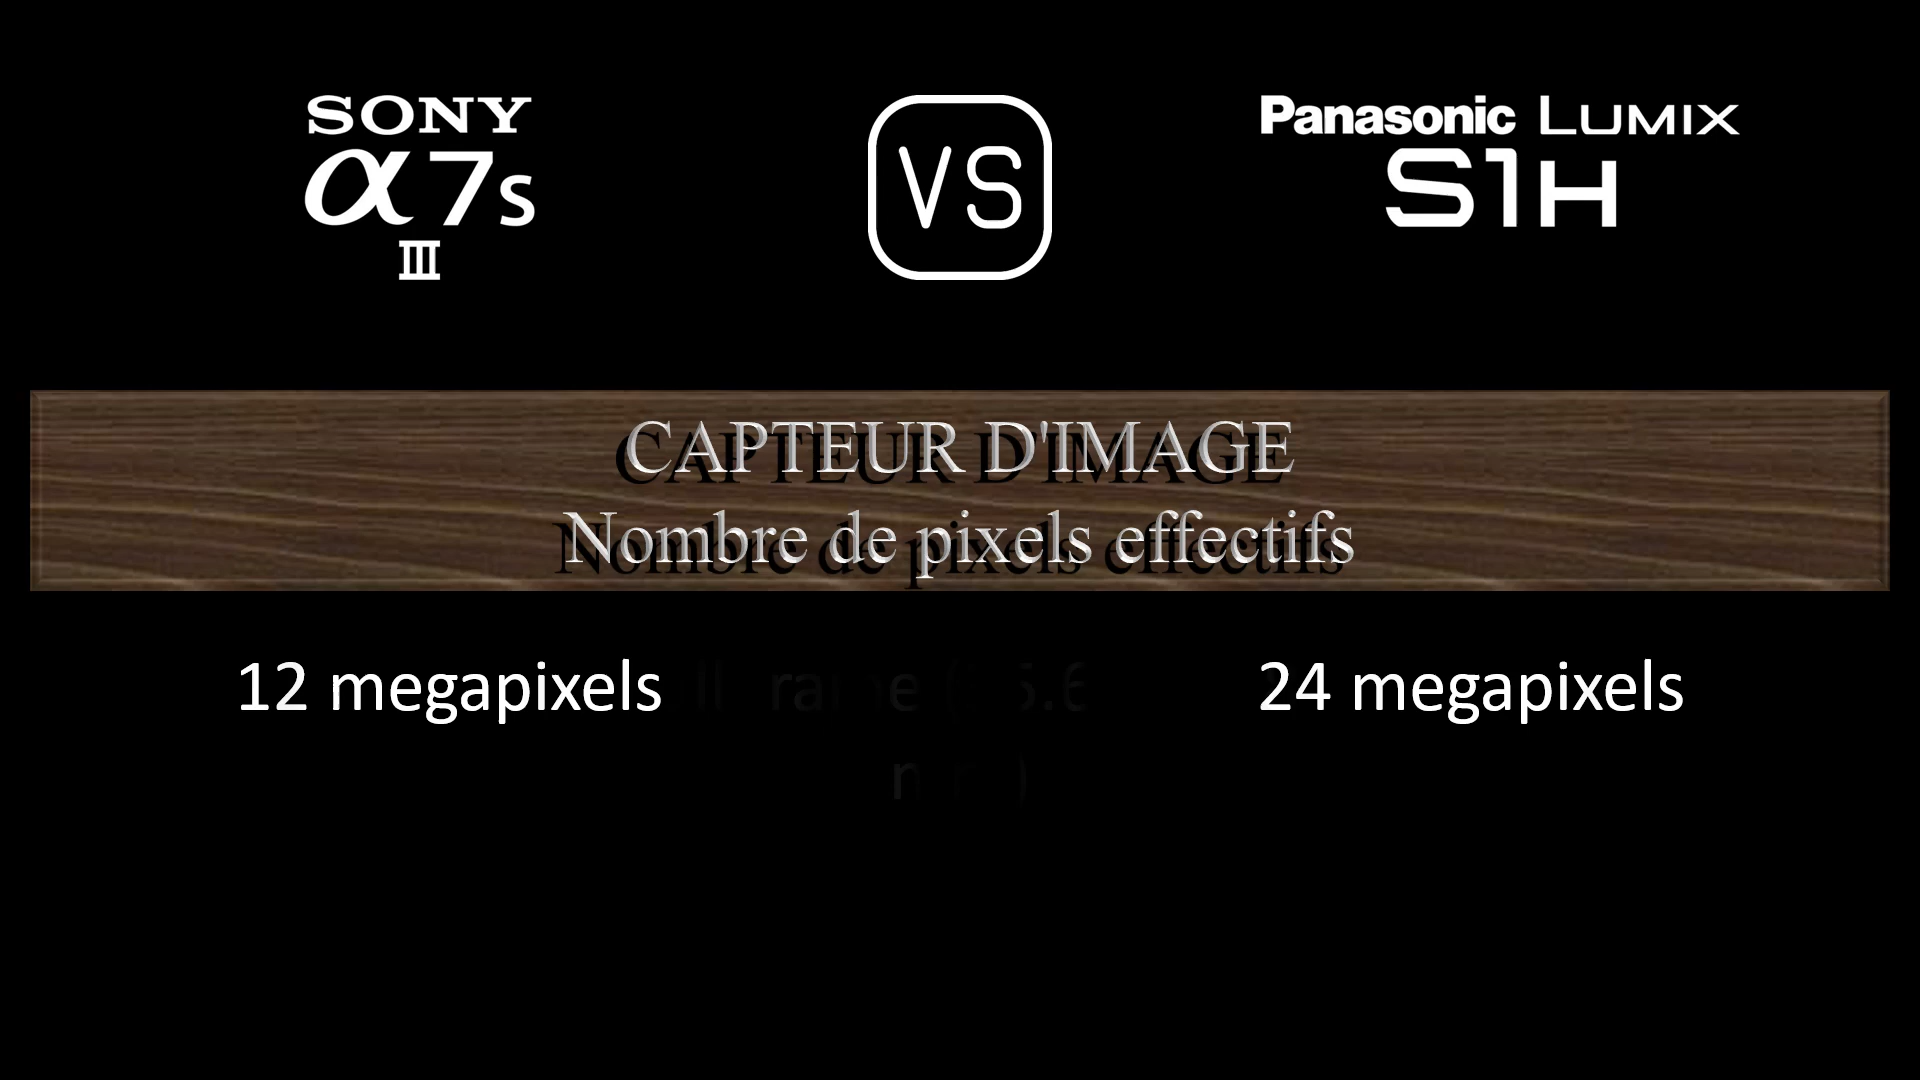 SONY
α7s
III
VS
Panasonic LUMIX
S1H
CAPTEUR D'IMAGE
Nombre de pixels effectifs
12 megapixels
24 megapixels